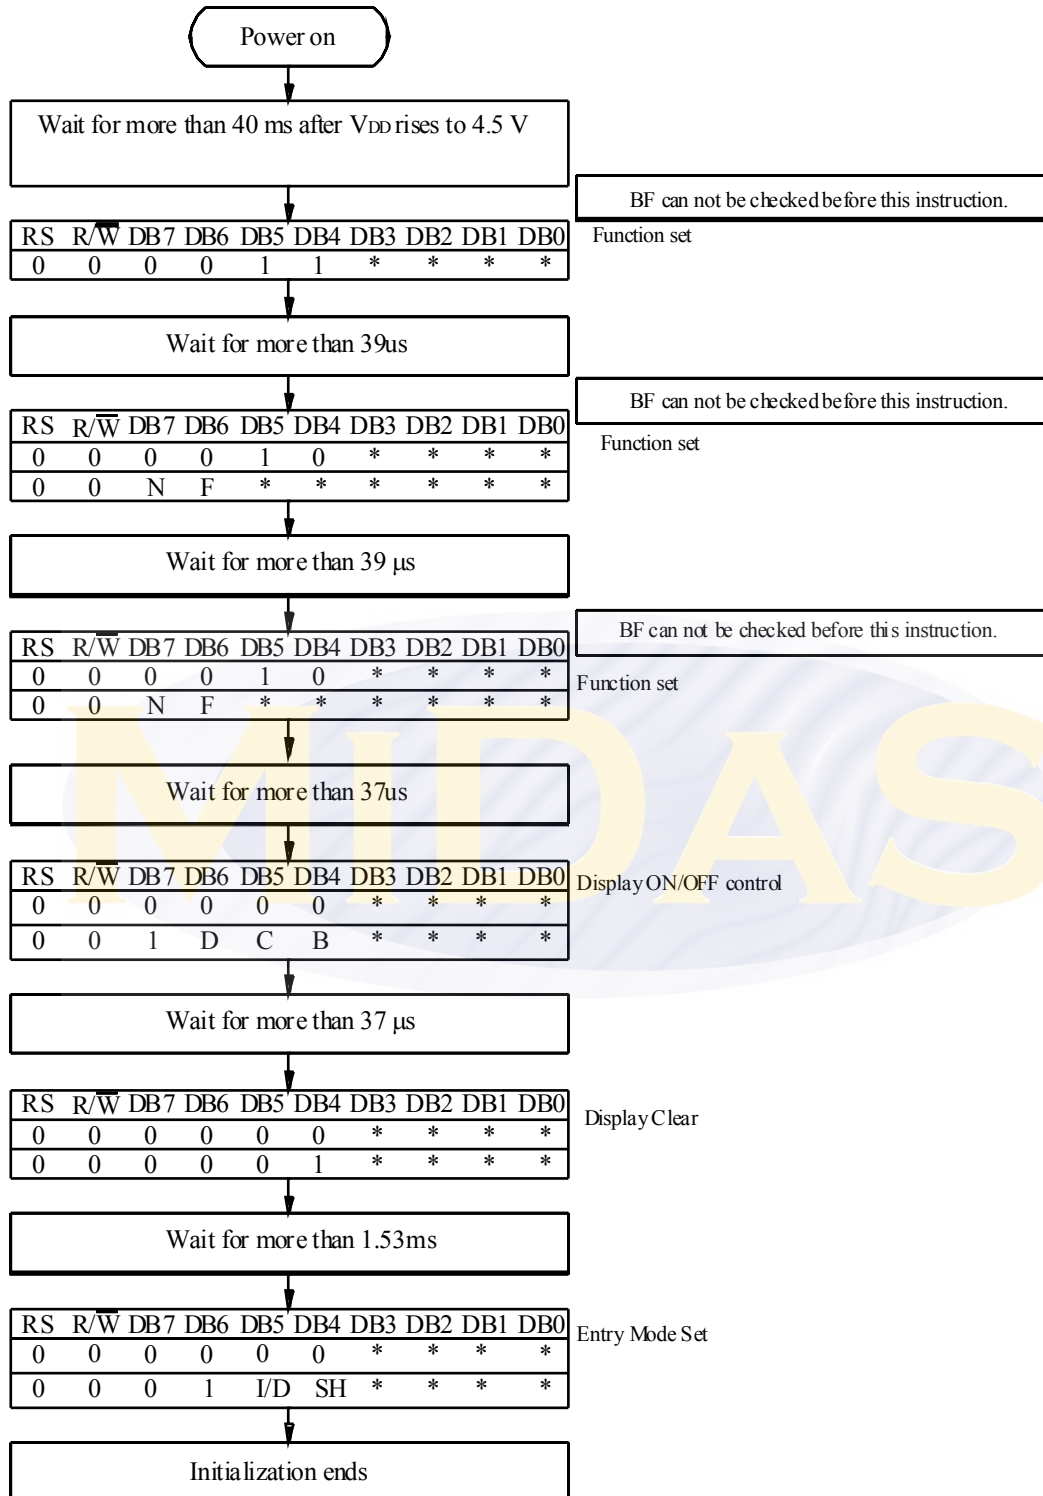 Power on
Wait for more than 40 ms after VDD rises to 4.5 V
BF can not be checked before this instruction.
RS R/W̅ DB7 DB6 DB5 DB4 DB3 DB2 DB1 DB0
Function set
0 0 0 0 1 1 * * * *
Wait for more than 39us
BF can not be checked before this instruction.
RS R/W̅ DB7 DB6 DB5 DB4 DB3 DB2 DB1 DB0
Function set
0 0 0 0 1 0 * * * *
0 0 N F * * * * * *
Wait for more than 39 µs
BF can not be checked before this instruction.
RS R/W̅ DB7 DB6 DB5 DB4 DB3 DB2 DB1 DB0
0 0 0 0 1 0 * * * *
Function set
0 0 N F * * * * * *
MIDAS
Wait for more than 37us
RS R/W̅ DB7 DB6 DB5 DB4 DB3 DB2 DB1 DB0
Display ON/OFF control
0 0 0 0 0 0 * * * *
0 0 1 D C B * * * *
Wait for more than 37 µs
RS R/W̅ DB7 DB6 DB5 DB4 DB3 DB2 DB1 DB0
Display Clear
0 0 0 0 0 0 * * * *
0 0 0 0 0 1 * * * *
Wait for more than 1.53ms
RS R/W̅ DB7 DB6 DB5 DB4 DB3 DB2 DB1 DB0
Entry Mode Set
0 0 0 0 0 0 * * * *
0 0 0 1 I/D SH * * * *
Initialization ends